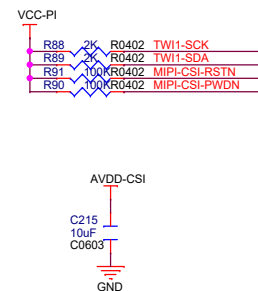 VCC-PI
R88 2K R0402 TWI1-SCK
R89 2K R0402 TWI1-SDA
R91 100K R0402 MIPI-CSI-RSTN
R90 100K R0402 MIPI-CSI-PWDN
AVDD-CSI
C215
10uF
C0603
GND